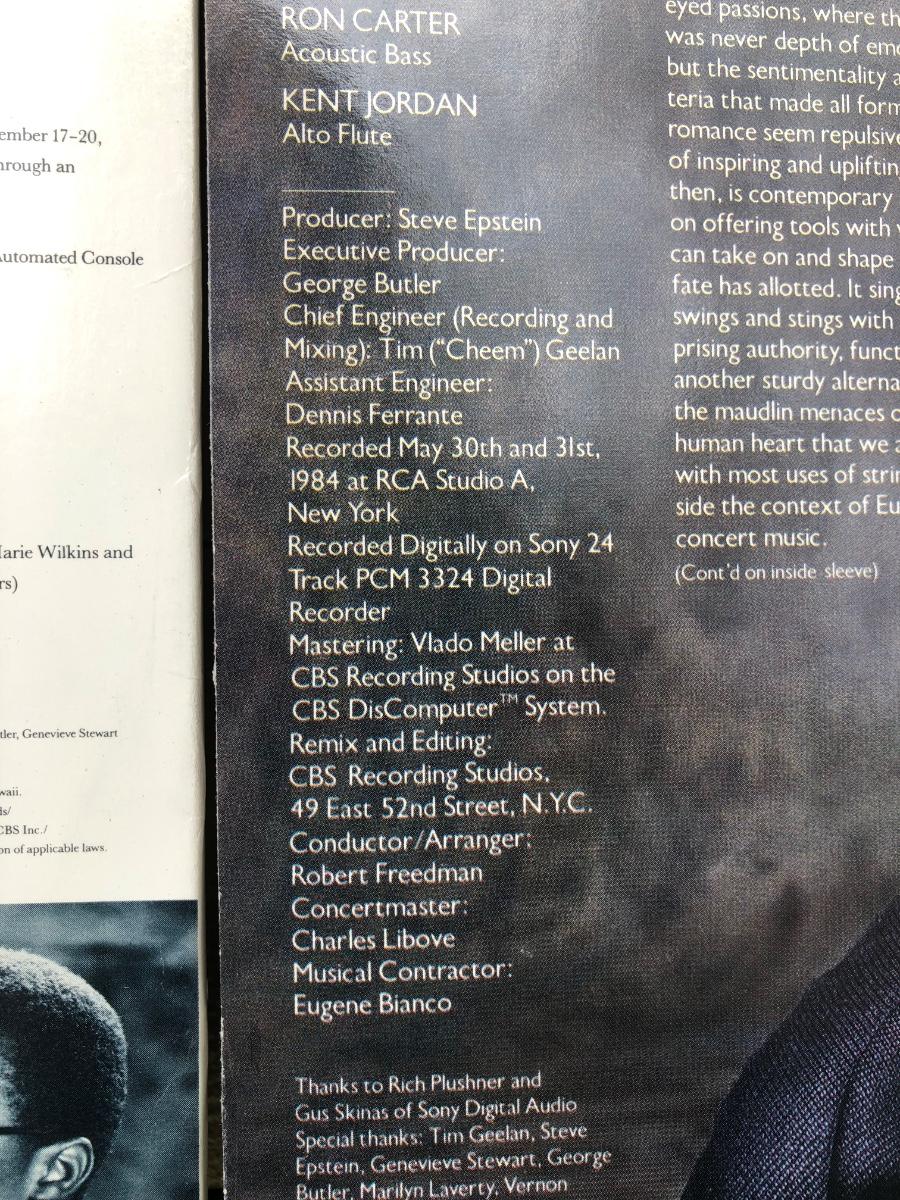 ember 17–20,
hrough an
utomated Console
arie Wilkins and
rs)
tler, Genevieve Stewart
waii.
ds/
CBS Inc./
on of applicable laws.
RON CARTER
Acoustic Bass
KENT JORDAN
Alto Flute
Producer: Steve Epstein
Executive Producer:
George Butler
Chief Engineer (Recording and
Mixing): Tim (“Cheem”) Geelan
Assistant Engineer:
Dennis Ferrante
Recorded May 30th and 31st,
1984 at RCA Studio A,
New York
Recorded Digitally on Sony 24
Track PCM 3324 Digital
Recorder
Mastering: Vlado Meller at
CBS Recording Studios on the
CBS DisComputer™ System.
Remix and Editing:
CBS Recording Studios,
49 East 52nd Street, N.Y.C.
Conductor/Arranger:
Robert Freedman
Concertmaster:
Charles Libove
Musical Contractor:
Eugene Bianco
Thanks to Rich Plushner and
Gus Skinas of Sony Digital Audio
Special thanks: Tim Geelan, Steve
Epstein, Genevieve Stewart, George
Butler, Marilyn Laverty, Vernon
eyed passions, where th
was never depth of emo
but the sentimentality a
teria that made all form
romance seem repulsive
of inspiring and upliftin
then, is contemporary
on offering tools with
can take on and shape
fate has allotted. It sing
swings and stings with
prising authority, funct
another sturdy alterna
the maudlin menaces o
human heart that we a
with most uses of strin
side the context of Eu
concert music.
(Cont’d on inside sleeve)